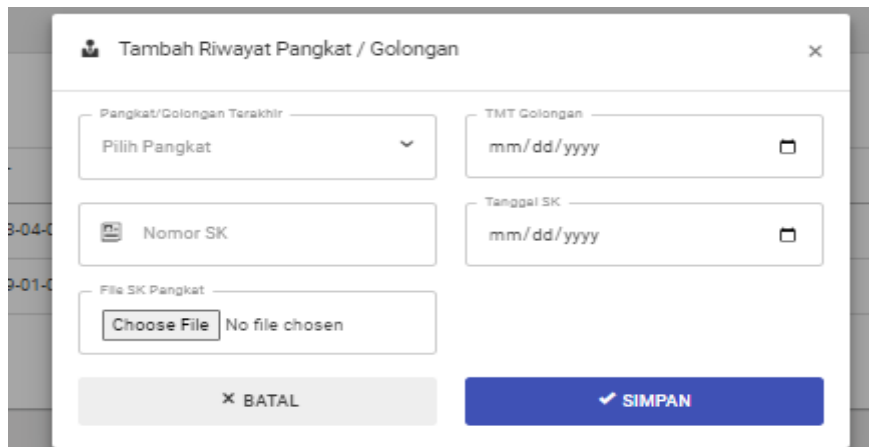 Tambah Riwayat Pangkat / Golongan
Pangkat/Golongan Terakhir
Pilih Pangkat
TMT Golongan
mm/dd/yyyy
Nomor SK
Tanggal SK
mm/dd/yyyy
File SK Pangkat
Choose File No file chosen
BATAL
SIMPAN